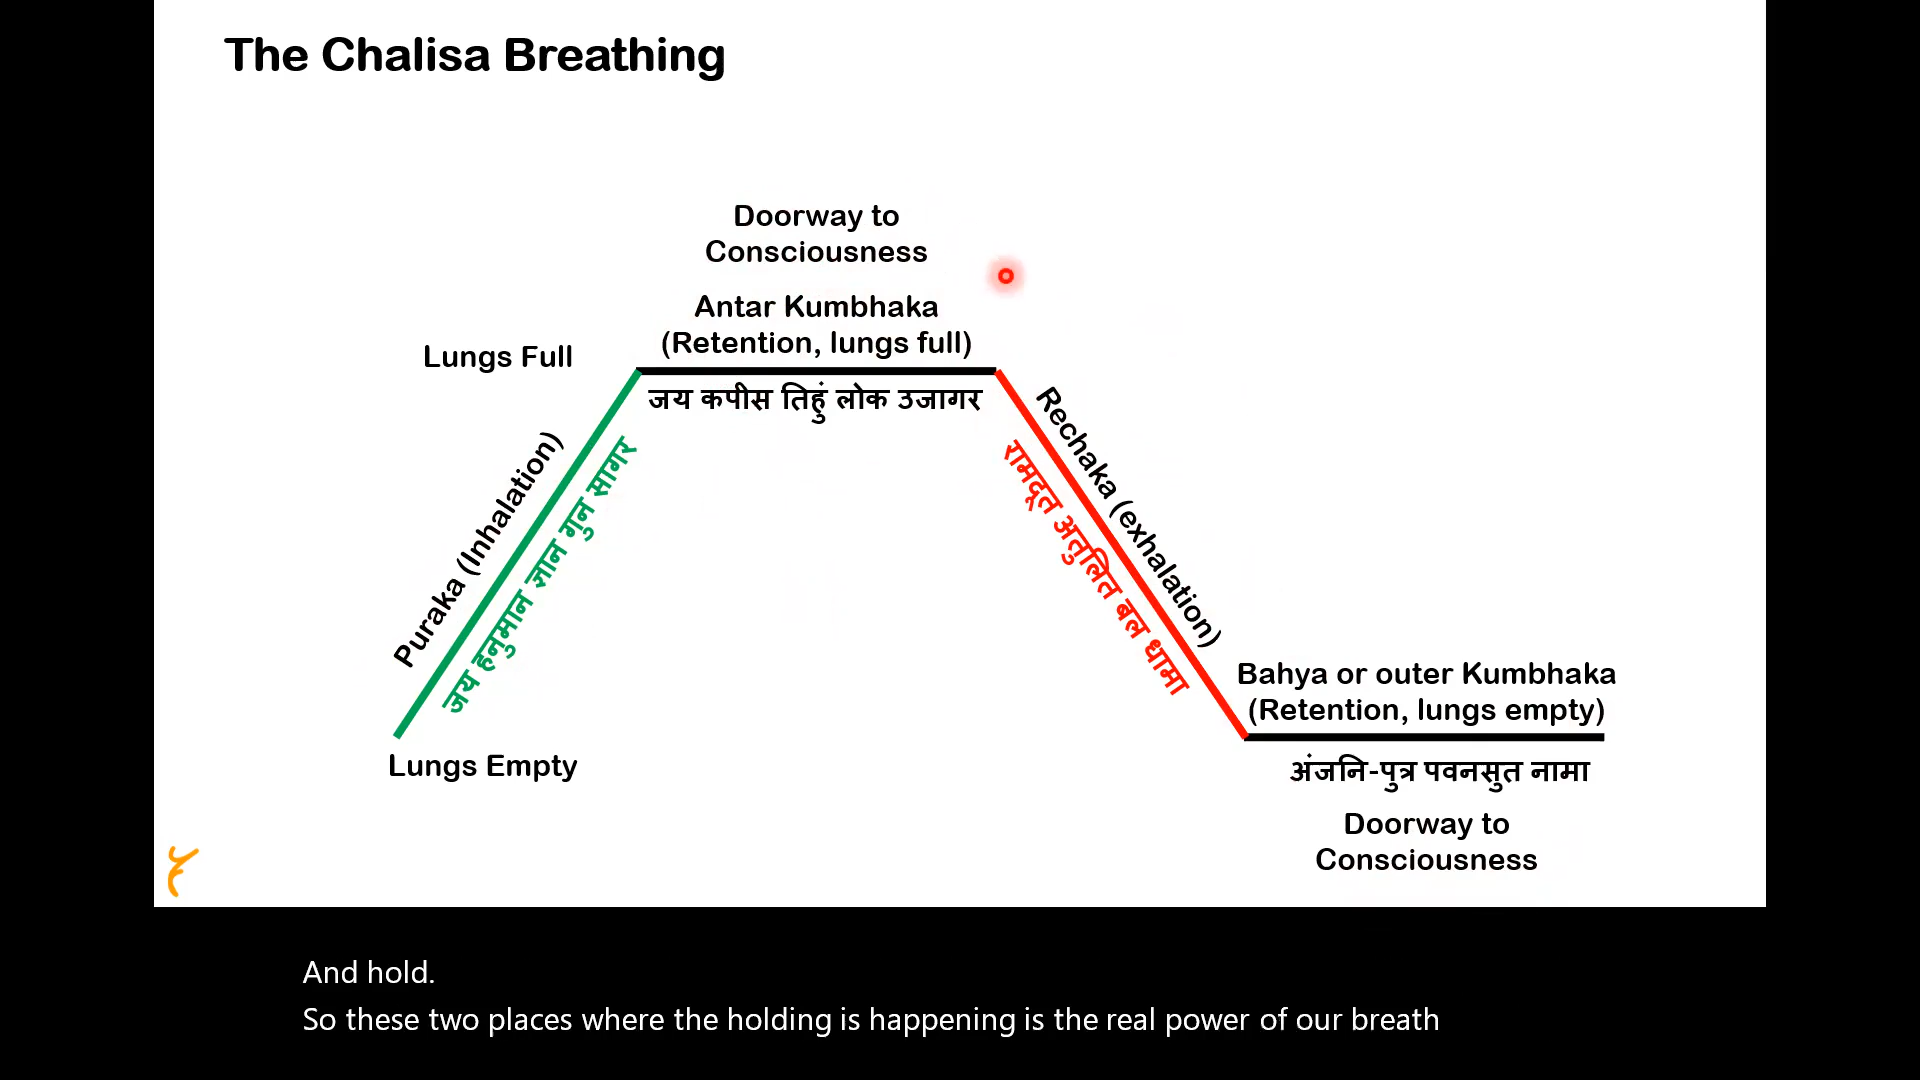 The Chalisa Breathing
Doorway to
Consciousness
Antar Kumbhaka
(Retention, lungs full)
Lungs Full
जय कपीस तिहुं लोक उजागर
Puraka (Inhalation)
जय हनुमान ज्ञान गुन सागर
Rechaka (exhalation)
रामदूत अतुलित बल धामा
Lungs Empty
Bahya or outer Kumbhaka
(Retention, lungs empty)
अंजनि-पुत्र पवनसुत नामा
Doorway to
Consciousness
And hold.
So these two places where the holding is happening is the real power of our breath